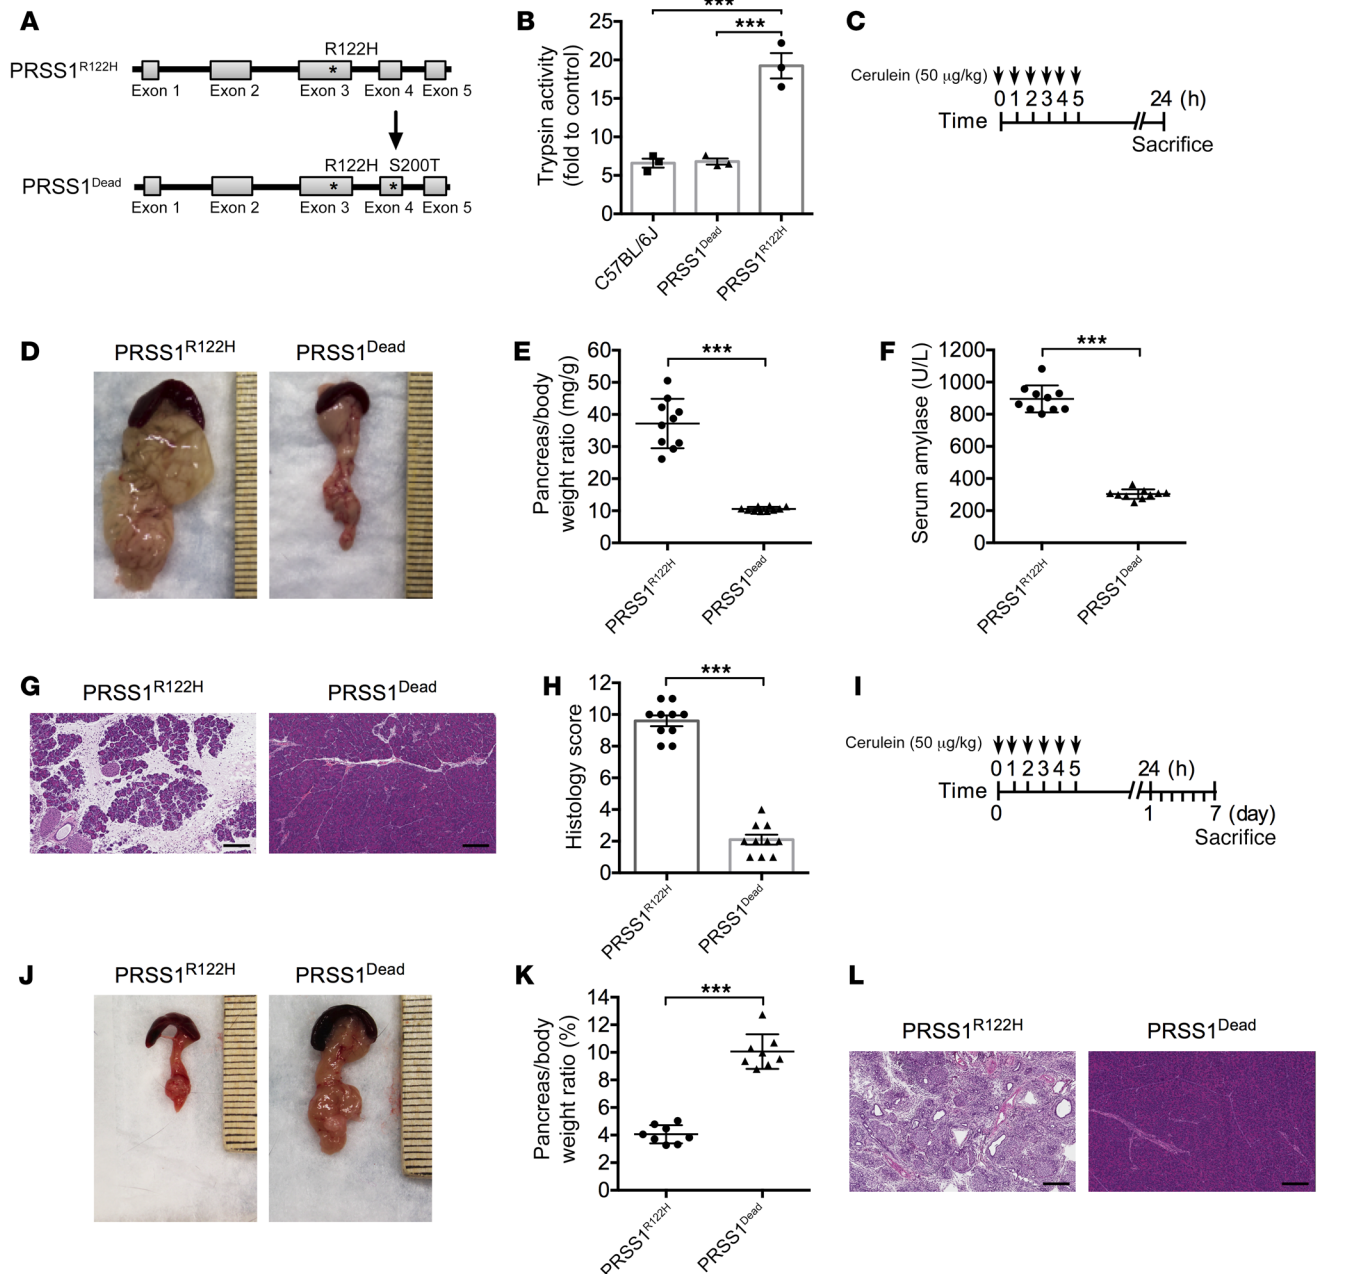 A
PRSS1R122H
R122H
*
Exon 1 Exon 2 Exon 3 Exon 4 Exon 5
PRSS1Dead
R122H S200T
* *
Exon 1 Exon 2 Exon 3 Exon 4 Exon 5
B
***
***
Trypsin activity
(fold to control)
25
20
15
10
5
0
C57BL/6J
PRSS1Dead
PRSS1R122H
C
Cerulein (50 µg/kg)
0 1 2 3 4 5 24 (h)
Time
Sacrifice
D
PRSS1R122H PRSS1Dead
E
***
Pancreas/body
weight ratio (mg/g)
60
50
40
30
20
10
0
PRSS1R122H
PRSS1Dead
F
***
Serum amylase (U/L)
1200
1000
800
600
400
200
0
PRSS1R122H
PRSS1Dead
G
PRSS1R122H PRSS1Dead
H
***
Histology score
12
10
8
6
4
2
0
PRSS1R122H
PRSS1Dead
I
Cerulein (50 µg/kg)
0 1 2 3 4 5 24 (h)
Time
0 1 7 (day)
Sacrifice
J
PRSS1R122H PRSS1Dead
K
***
Pancreas/body
weight ratio (%)
14
12
10
8
6
4
2
0
PRSS1R122H
PRSS1Dead
L
PRSS1R122H PRSS1Dead